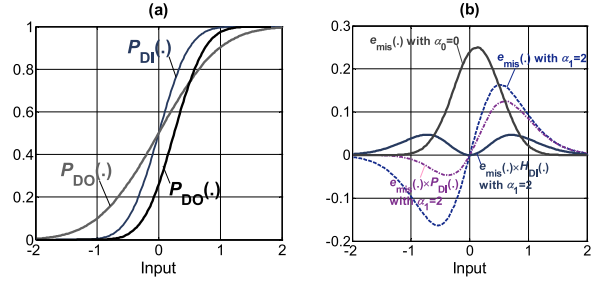 (a)
(b)
1
0.8
0.6
0.4
0.2
0
-2
-1
0
1
2
Input
P_DI(.)
P_DO(.)
P_DO(.)
0.3
0.2
0.1
0
-0.1
-0.2
-2
-1
0
1
2
Input
e_mis(.) with α_0=0
e_mis(.) with α_1=2
e_mis(.)×H_DI(.)
with α_1=2
e_mis(.)×P_DI(.)
with α_1=2